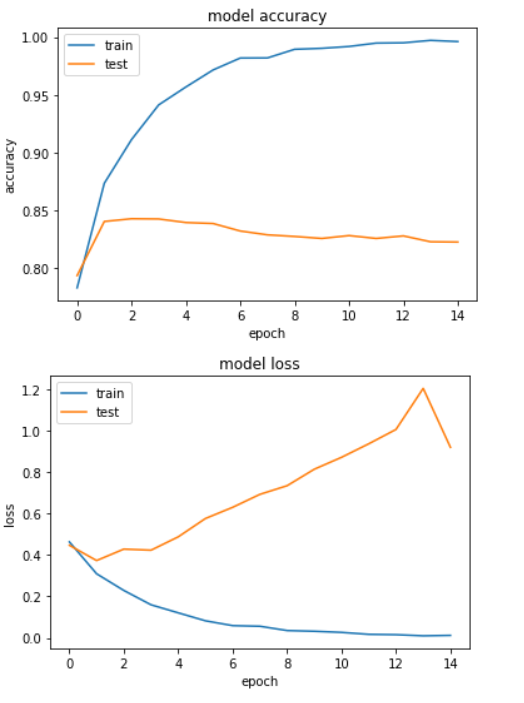 model accuracy
1.00
0.95
0.90
0.85
0.80
accuracy
train
test
0 2 4 6 8 10 12 14
epoch
model loss
1.2
1.0
0.8
0.6
0.4
0.2
0.0
loss
train
test
0 2 4 6 8 10 12 14
epoch